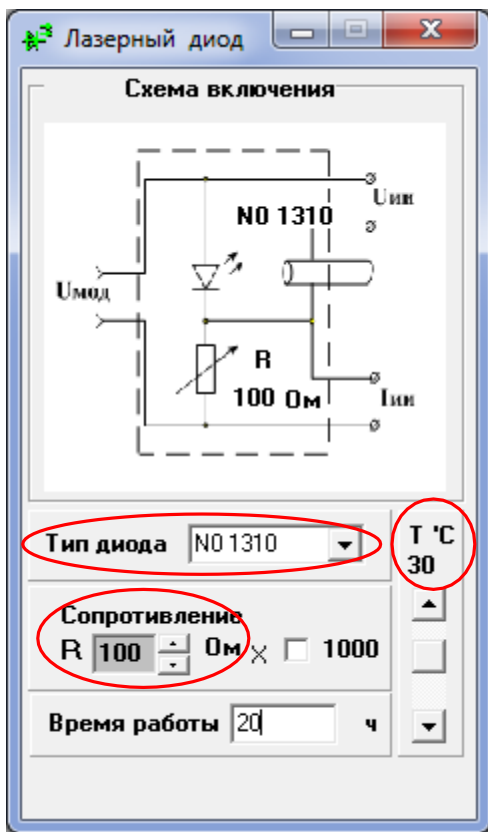 Лазерный диод
Схема включения
Uин
N0 1310
Uмод
R
100 Ом
Iин
Тип диода N0 1310
T 'C
30
Сопротивление
R 100 Ом X 1000
Время работы 20 ч